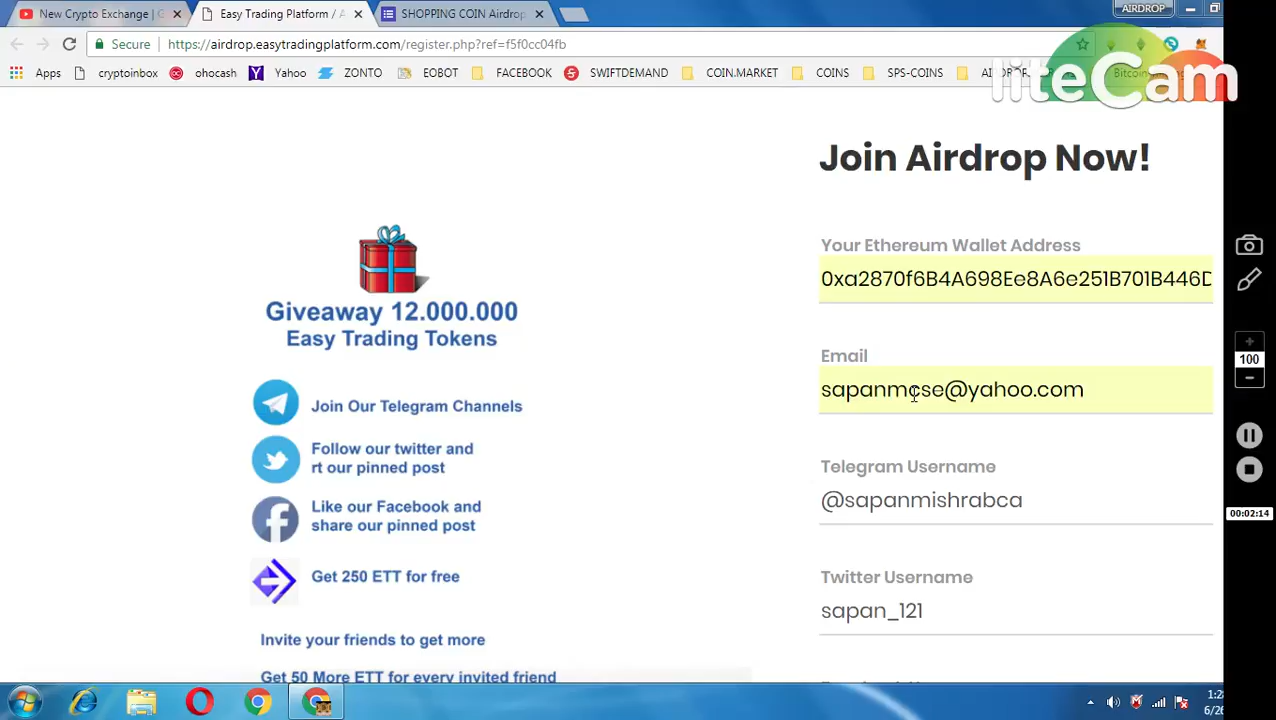 New Crypto Exchange | G
Easy Trading Platform / A
SHOPPING COIN Airdrop
AIRDROP
Secure
https://airdrop.easytradingplatform.com/register.php?ref=f5f0cc04fb
Apps
cryptoinbox
ohocash
Yahoo
ZONTO
EOBOT
FACEBOOK
SWIFTDEMAND
COIN.MARKET
COINS
SPS-COINS
liteCam
Join Airdrop Now!
Your Ethereum Wallet Address
0xa2870f6B4A698Ee8A6e251B701B446D
Giveaway 12.000.000
Easy Trading Tokens
Email
sapanmcse@yahoo.com
Join Our Telegram Channels
Follow our twitter and
rt our pinned post
Telegram Username
@sapanmishrabca
Like our Facebook and
share our pinned post
Get 250 ETT for free
Twitter Username
sapan_121
Invite your friends to get more
Get 50 More ETT for every invited friend
100
00:02:14
1:28
6/26